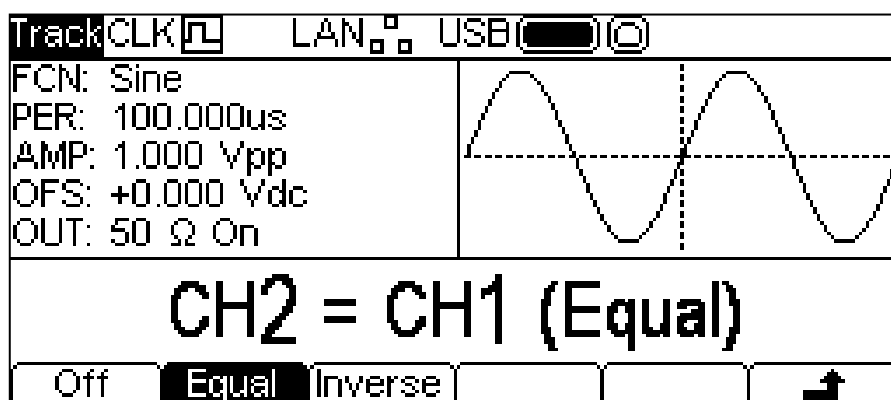 Track CLK LAN USB
FCN: Sine
PER: 100.000us
AMP: 1.000 Vpp
OFS: +0.000 Vdc
OUT: 50 Ω On
CH2 = CH1 (Equal)
Off Equal Inverse